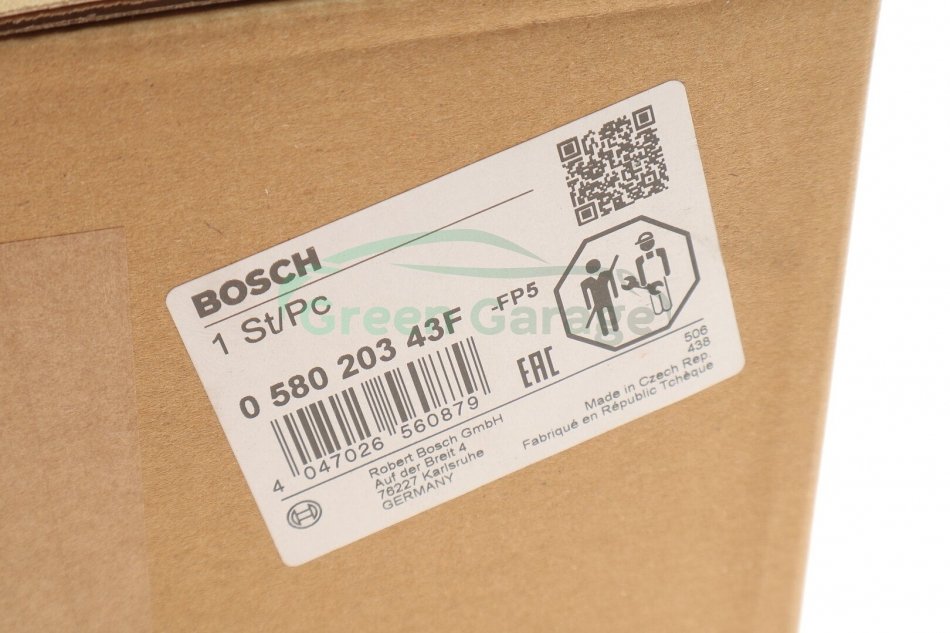 BOSCH
1 St/Pc
0 580 203 43F -FP5
4 047026 560879
EAC
Robert Bosch GmbH
Auf der Breit 4
76227 Karlsruhe
GERMANY
506
438
Made in Czech Rep
Fabriqué en République Tchèque
Green Garage